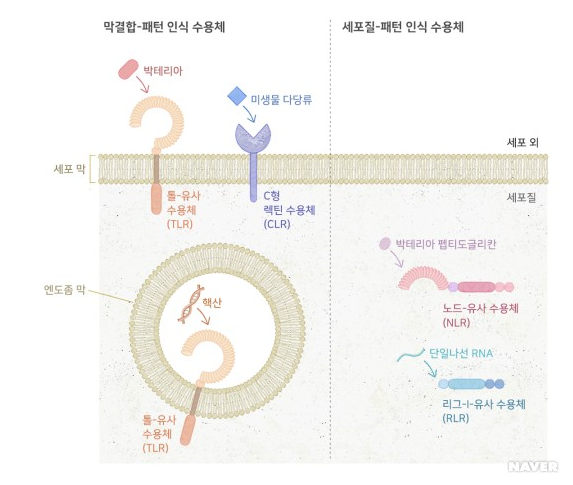 막결합-패턴 인식 수용체
세포질-패턴 인식 수용체
박테리아
미생물 다당류
세포 외
세포 막
세포질
톨-유사
수용체
(TLR)
C형
렉틴 수용체
(CLR)
박테리아 펩티도글리칸
엔도좀 막
핵산
노드-유사 수용체
(NLR)
단일나선 RNA
리그-I-유사 수용체
(RLR)
톨-유사
수용체
(TLR)
NAVER